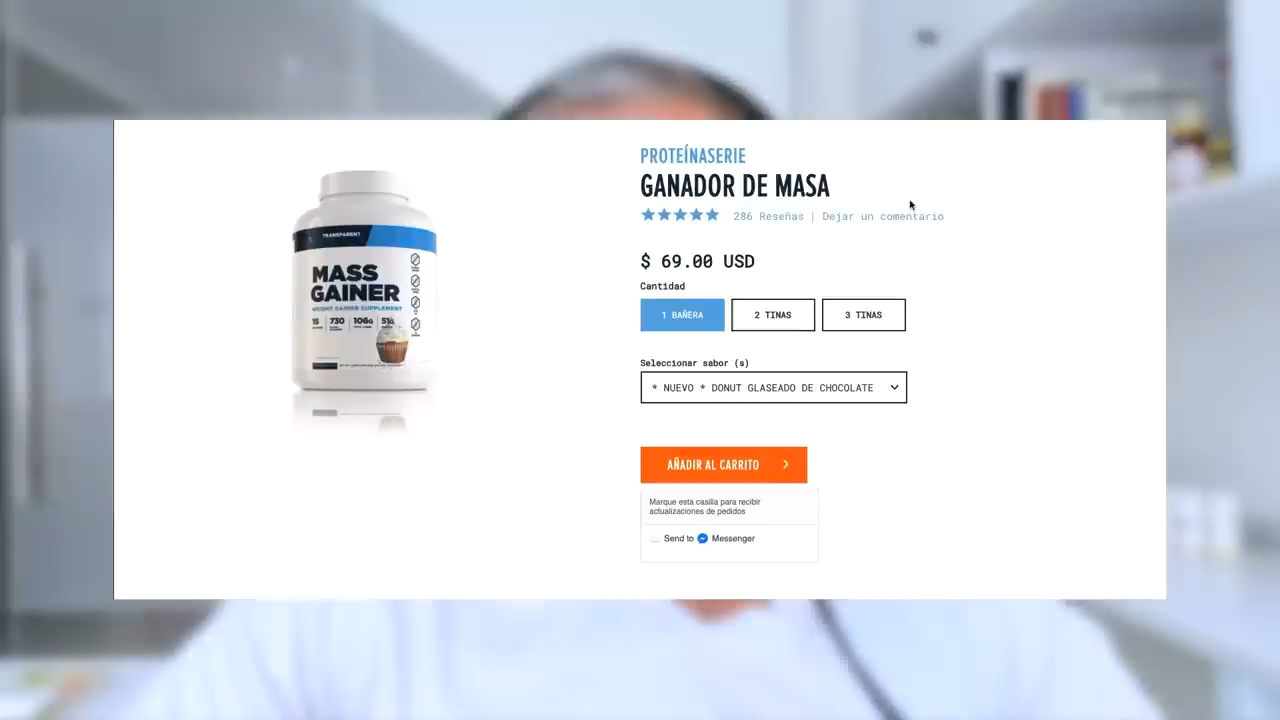 PROTEÍNASERIE
GANADOR DE MASA
286 Reseñas | Dejar un comentario
$ 69.00 USD
Cantidad
1 BAÑERA
2 TINAS
3 TINAS
Seleccionar sabor (s)
* NUEVO * DONUT GLASEADO DE CHOCOLATE
AÑADIR AL CARRITO
Marque esta casilla para recibir
actualizaciones de pedidos
Send to Messenger
TRANSPARENT
MASS
GAINER
WEIGHT GAINER SUPPLEMENT
15 730 106g 51g